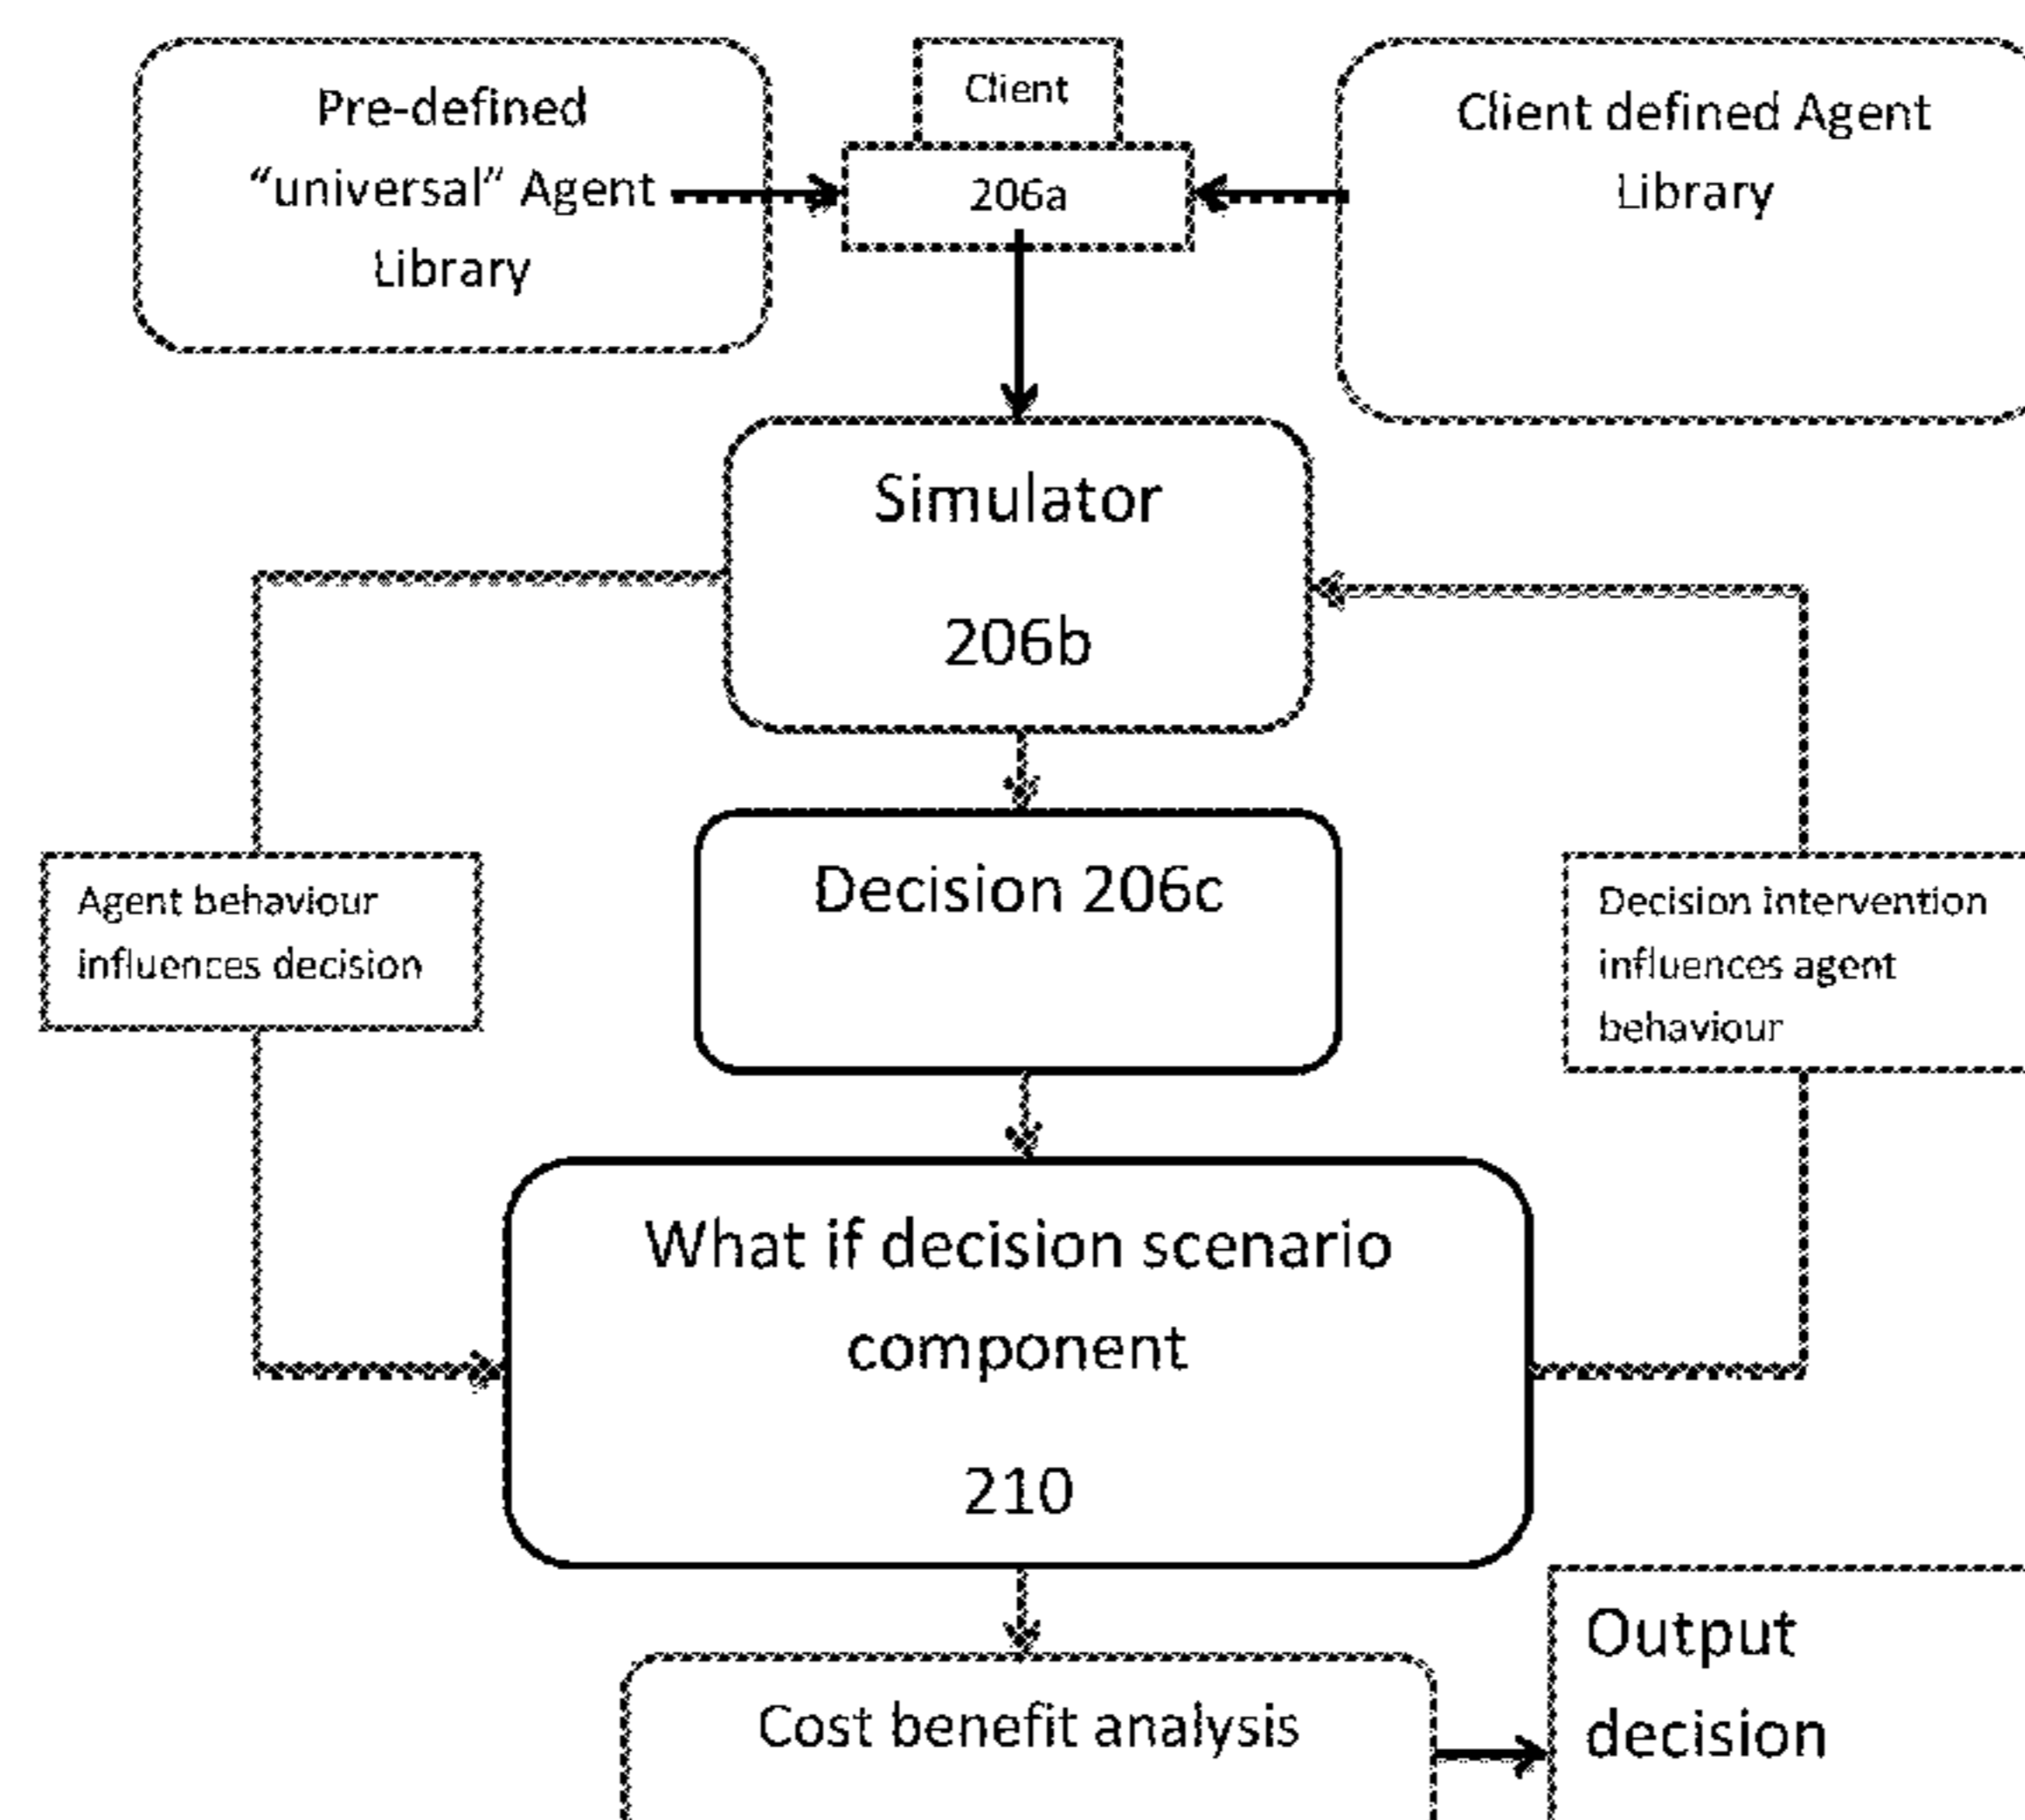 Pre-defined
“universal” Agent
Library
Client
206a
Client defined Agent
Library
Simulator
206b
Agent behaviour
influences decision
Decision 206c
Decision intervention
influences agent
behaviour
What if decision scenario
component
210
Cost benefit analysis
Output
decision